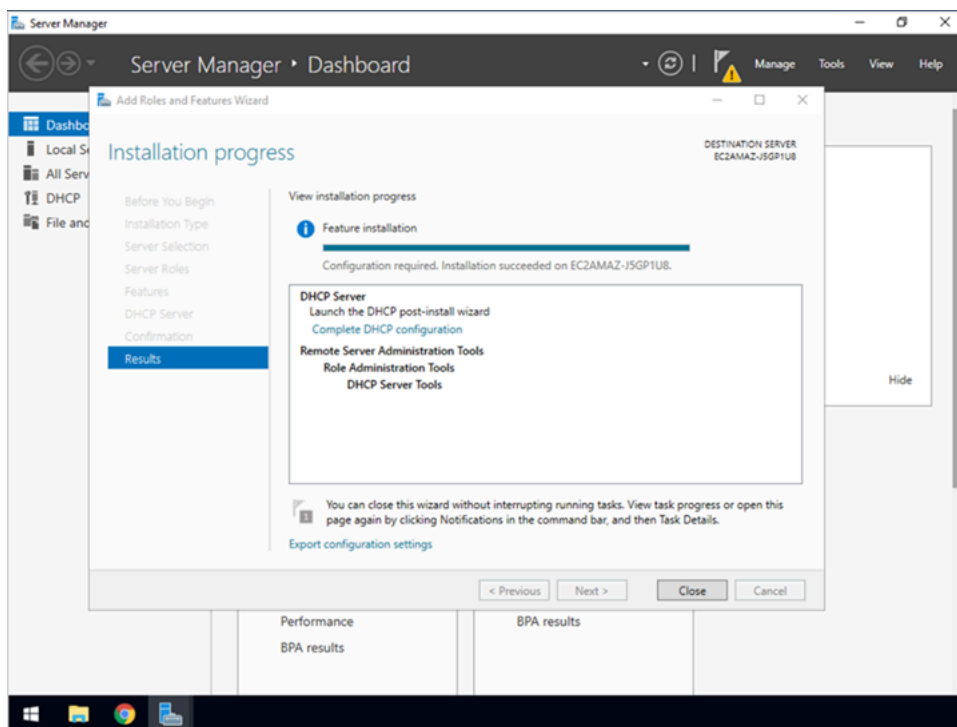 Server Manager
Server Manager • Dashboard
Manage
Tools
View
Help
Add Roles and Features Wizard
Dashbo
Local Se
All Serv
DHCP
File and
Installation progress
DESTINATION SERVER
EC2AMAZ-J5GP1U8
Before You Begin
Installation Type
Server Selection
Server Roles
Features
DHCP Server
Confirmation
Results
View installation progress
Feature installation
Configuration required. Installation succeeded on EC2AMAZ-J5GP1U8.
DHCP Server
Launch the DHCP post-install wizard
Complete DHCP configuration
Remote Server Administration Tools
Role Administration Tools
DHCP Server Tools
1
You can close this wizard without interrupting running tasks. View task progress or open this
page again by clicking Notifications in the command bar, and then Task Details.
Export configuration settings
< Previous
Next >
Close
Cancel
Hide
Performance
BPA results
BPA results